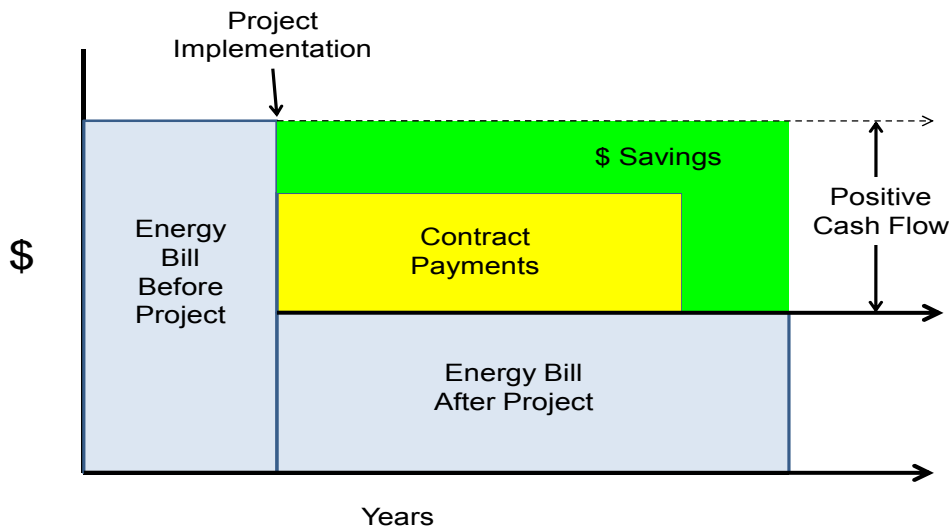 Project
Implementation
$ Savings
Positive
Cash Flow
Energy
Bill
Before
Project
Contract
Payments
$
Energy Bill
After Project
Years